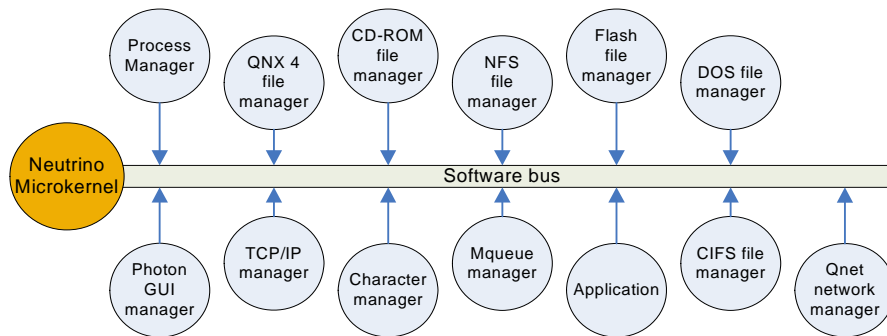 Process
Manager
QNX 4
file
manager
CD-ROM
file
manager
NFS
file
manager
Flash
file
manager
DOS file
manager
Neutrino
Microkernel
Software bus
Photon
GUI
manager
TCP/IP
manager
Character
manager
Mqueue
manager
Application
CIFS file
manager
Qnet
network
manager